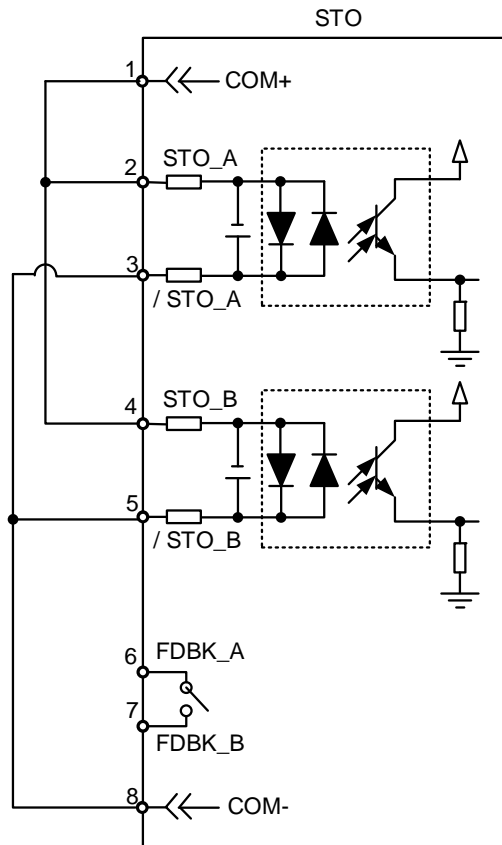 STO
1
COM+
2
STO_A
3
/ STO_A
4
STO_B
5
/ STO_B
6
FDBK_A
7
FDBK_B
8
COM-